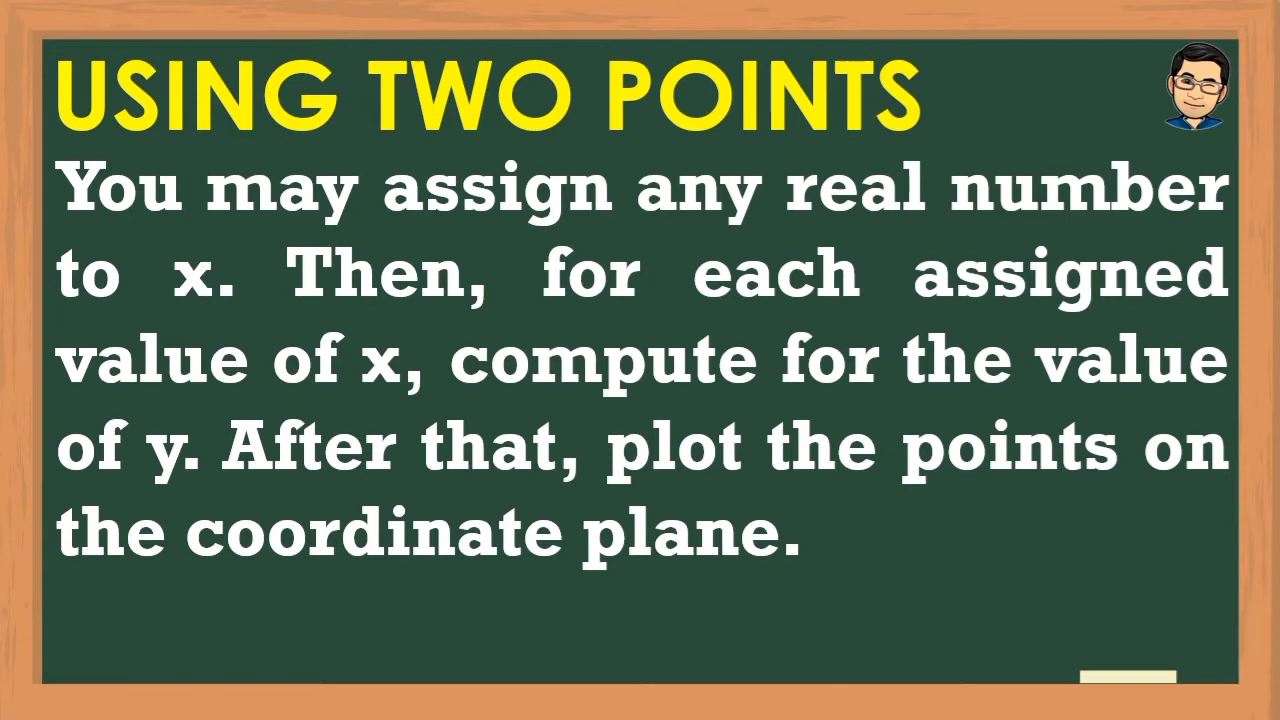 USING TWO POINTS
You may assign any real number
to x. Then, for each assigned
value of x, compute for the value
of y. After that, plot the points on
the coordinate plane.